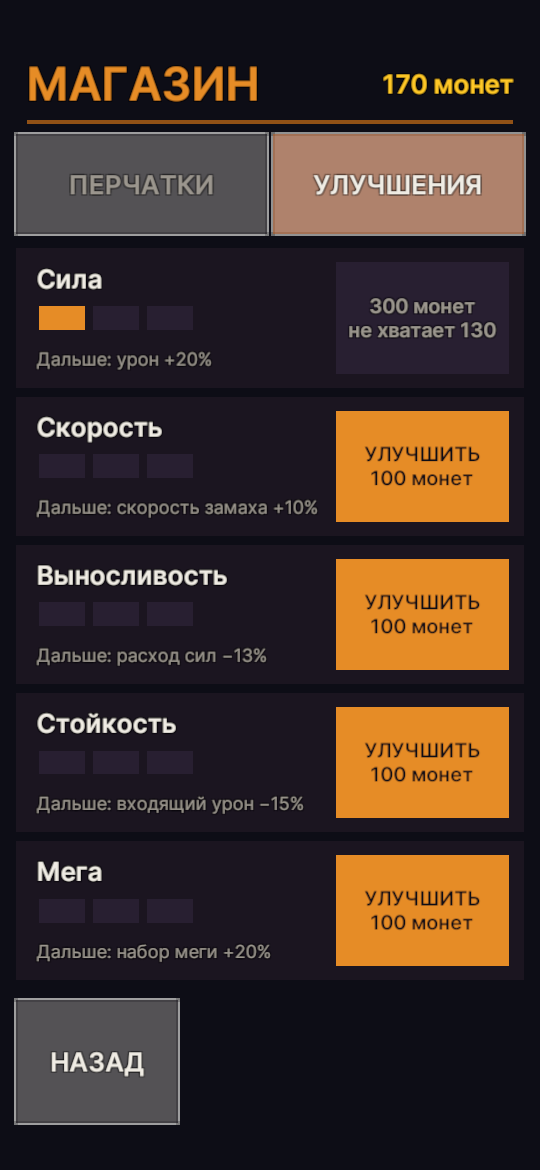 МАГАЗИН
170 монет
ПЕРЧАТКИ
УЛУЧШЕНИЯ
Сила
300 монет
не хватает 130
Дальше: урон +20%
Скорость
УЛУЧШИТЬ
100 монет
Дальше: скорость замаха +10%
Выносливость
УЛУЧШИТЬ
100 монет
Дальше: расход сил −13%
Стойкость
УЛУЧШИТЬ
100 монет
Дальше: входящий урон −15%
Мега
УЛУЧШИТЬ
100 монет
Дальше: набор меги +20%
НАЗАД